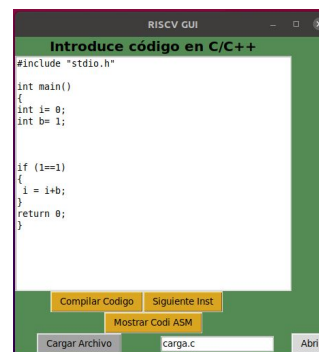 RISCV GUI
Introduce código en C/C++
#include "stdio.h"
int main()
{
int i= 0;
int b= 1;
if (1==1)
{
i = i+b;
}
return 0;
}
Compilar Codigo Siguiente Inst
Mostrar Codi ASM
Cargar Archivo carga.c Abri